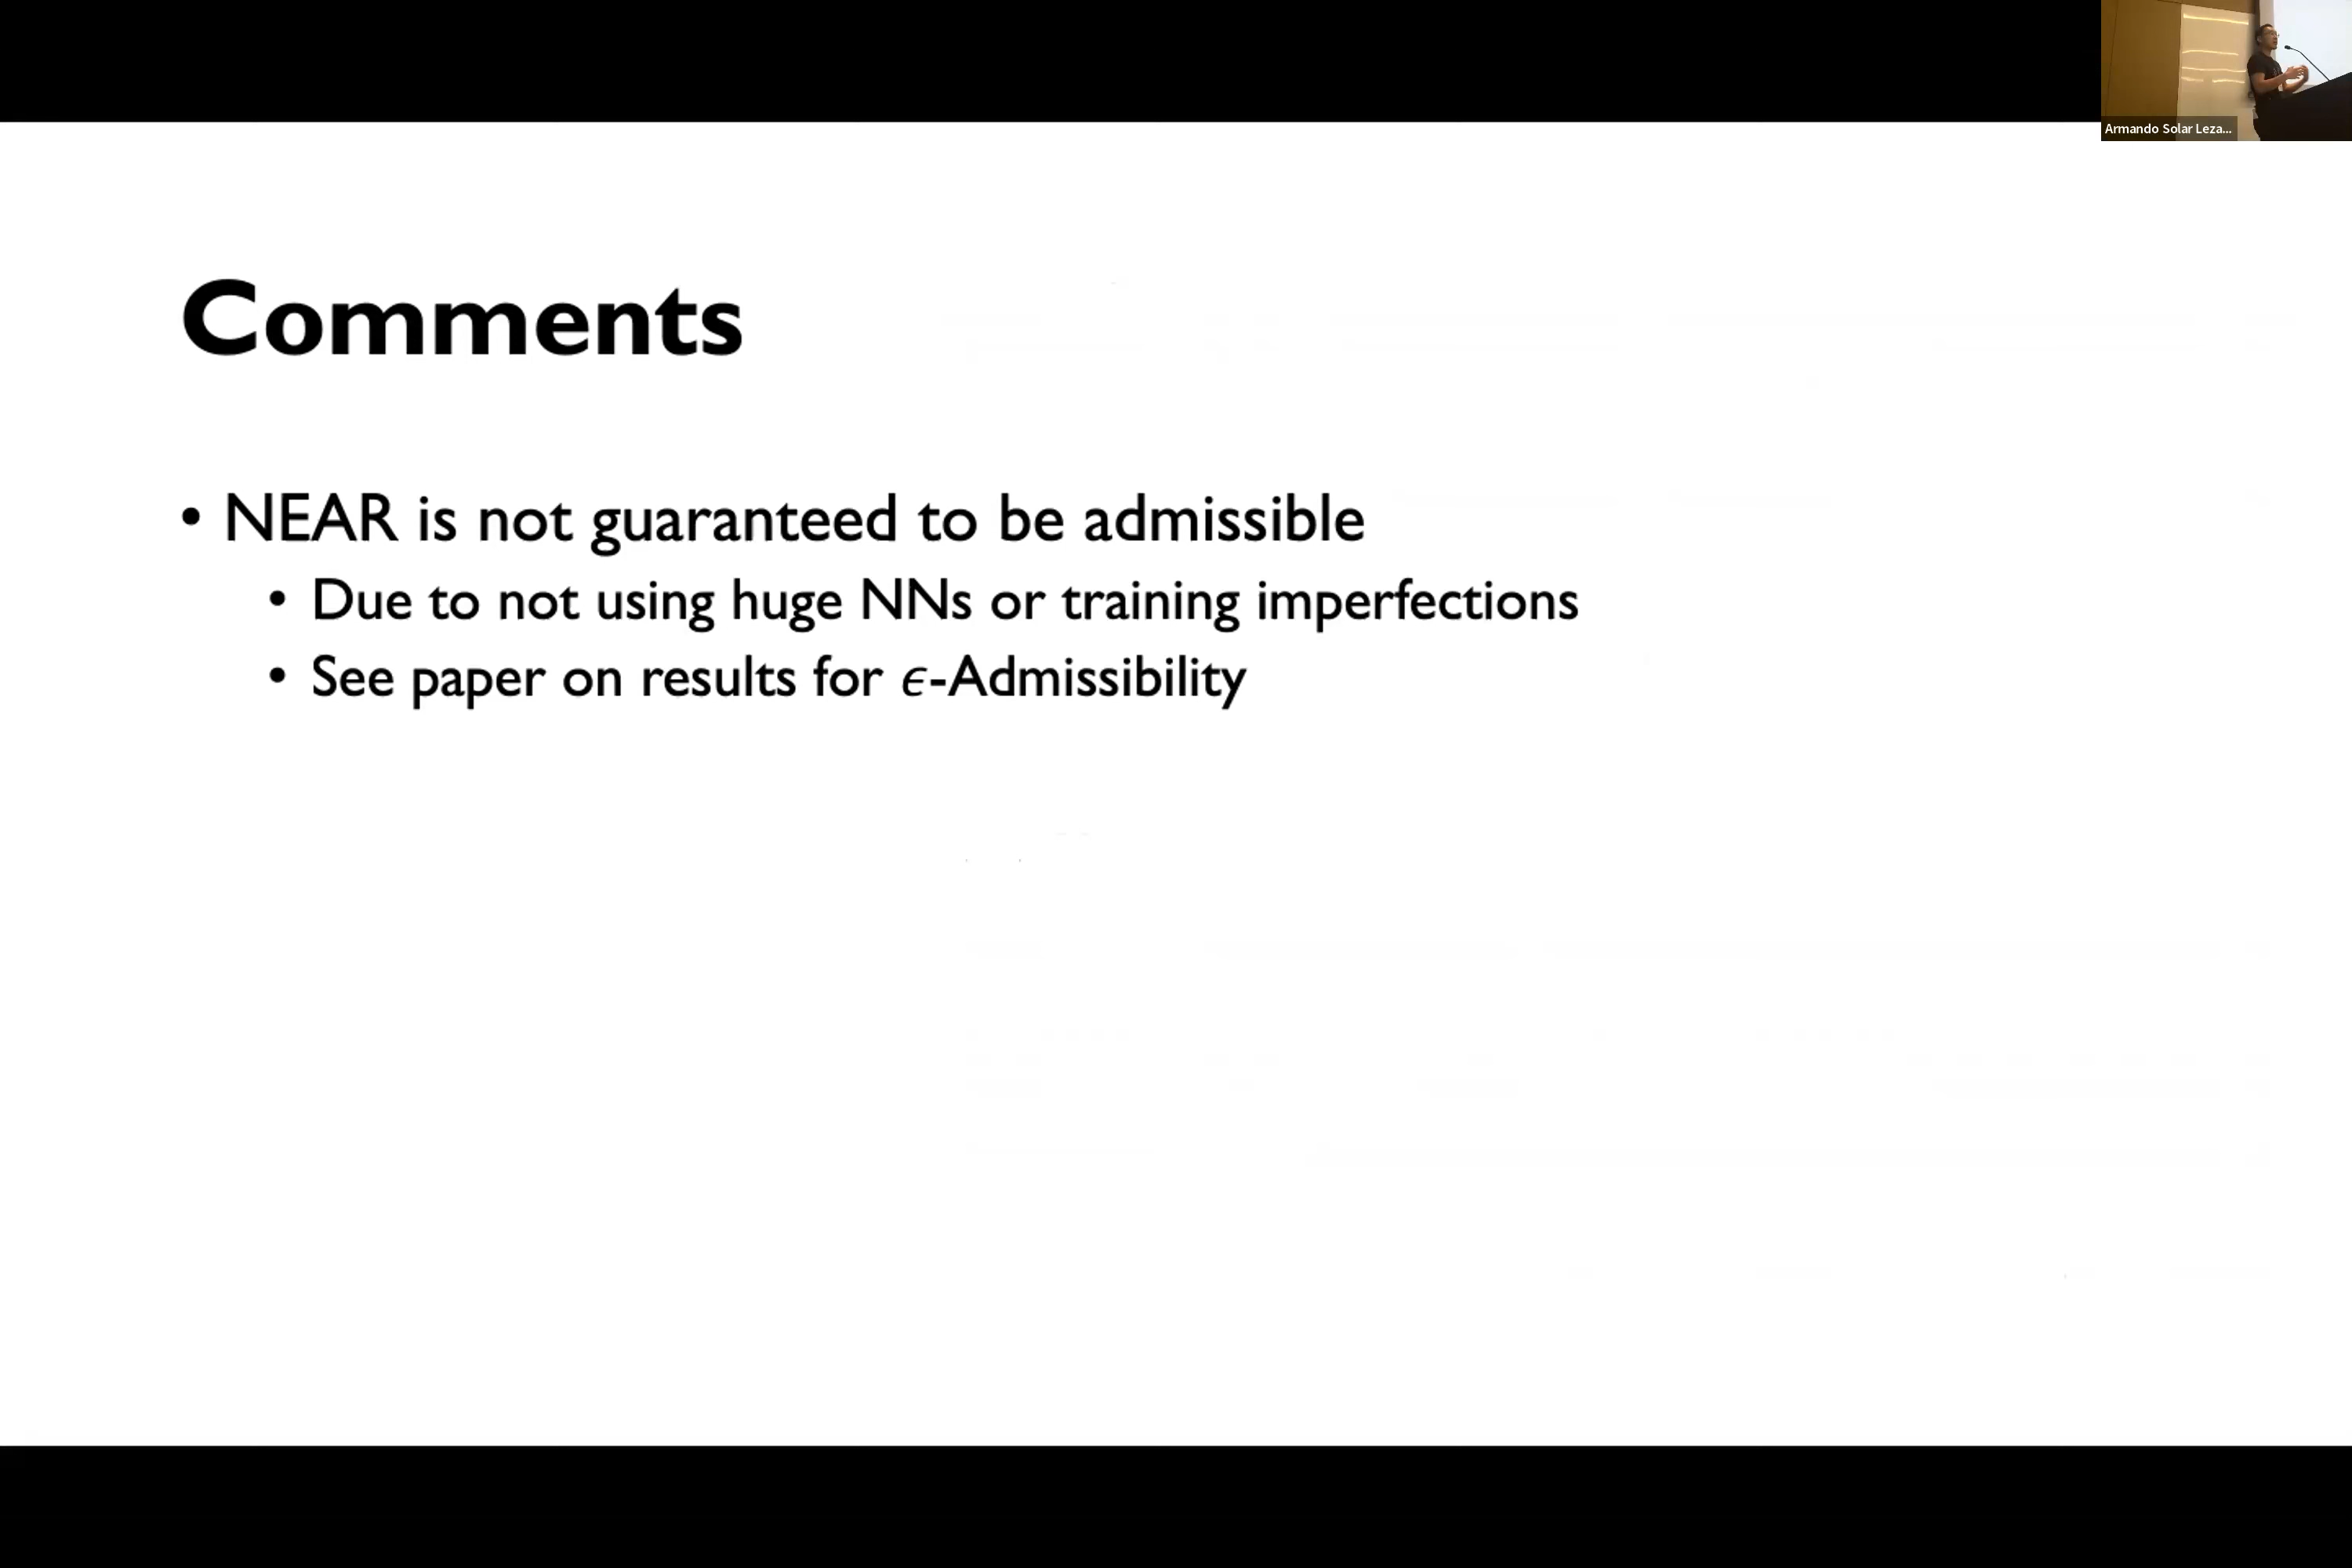 Armando Solar Leza...
Comments
• NEAR is not guaranteed to be admissible
• Due to not using huge NNs or training imperfections
• See paper on results for ϵ-Admissibility